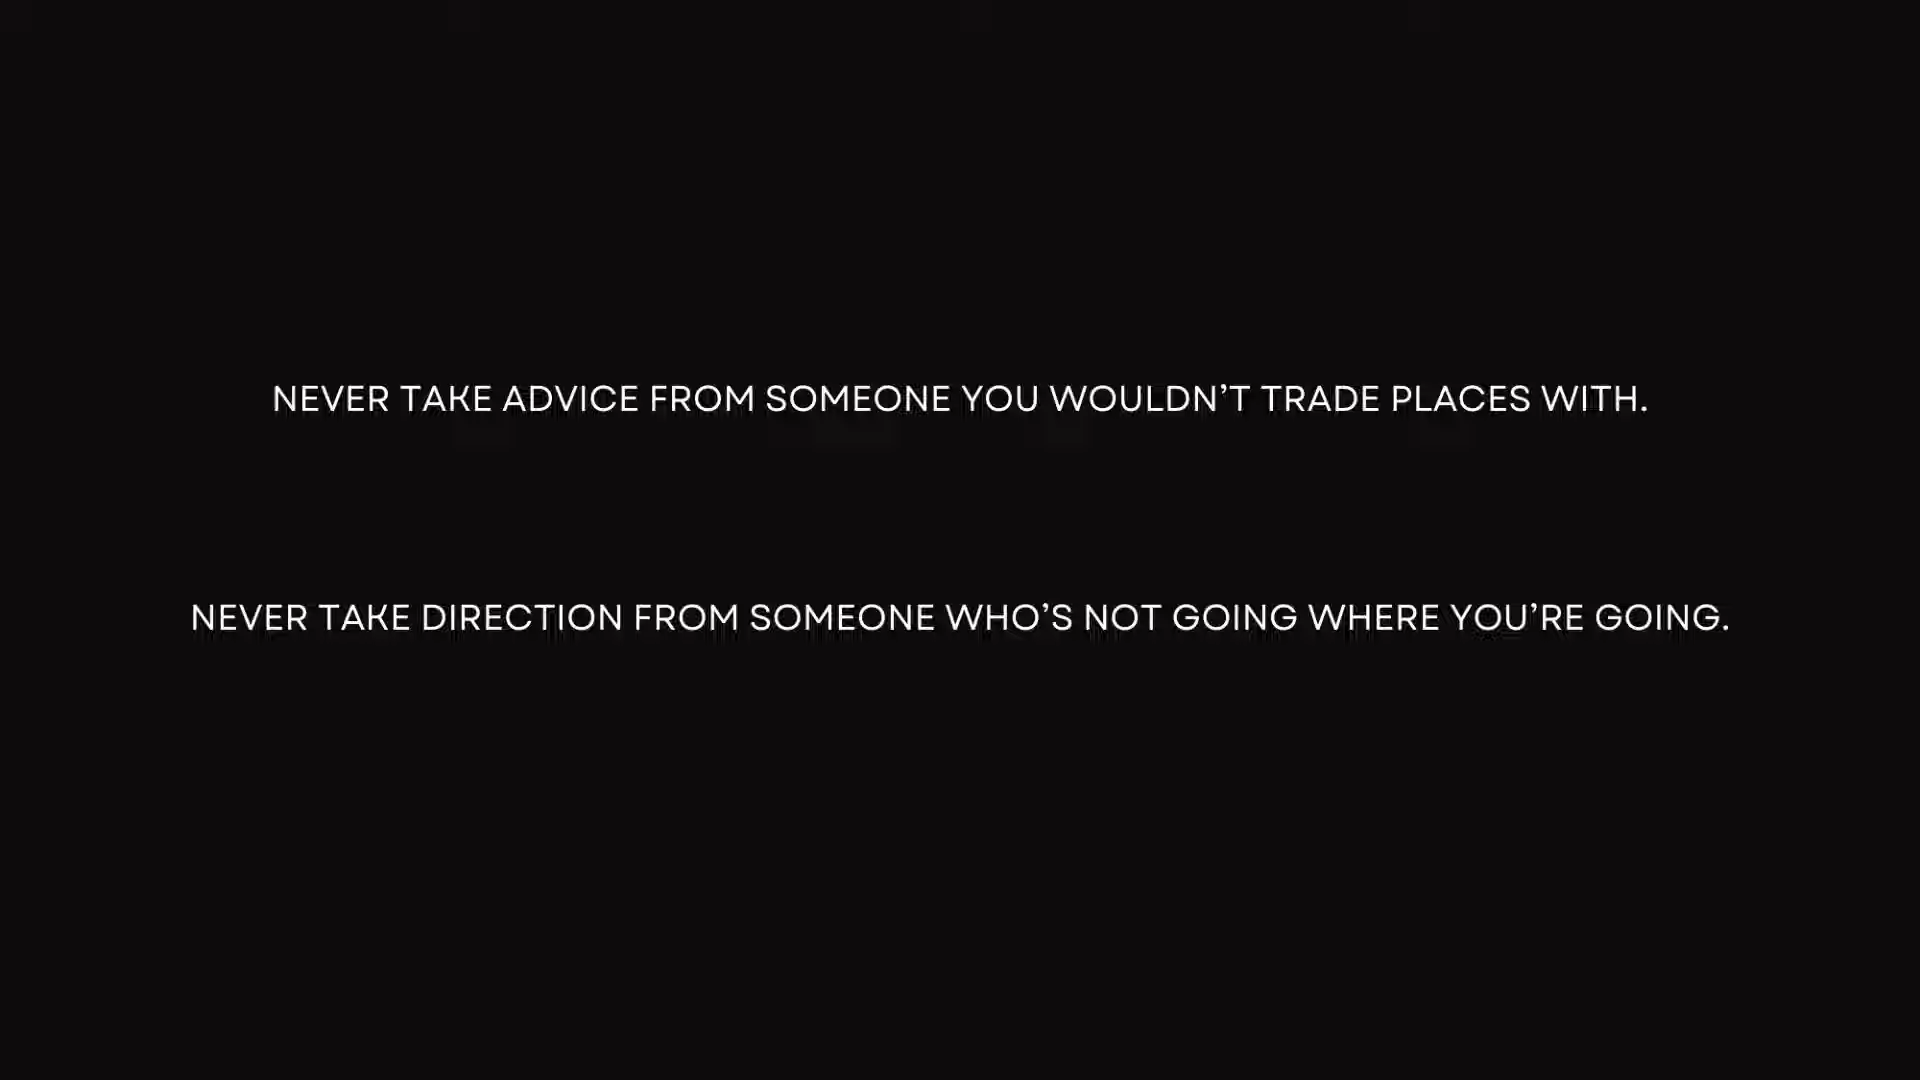 NEVER TAKE ADVICE FROM SOMEONE YOU WOULDN’T TRADE PLACES WITH.
NEVER TAKE DIRECTION FROM SOMEONE WHO’S NOT GOING WHERE YOU’RE GOING.